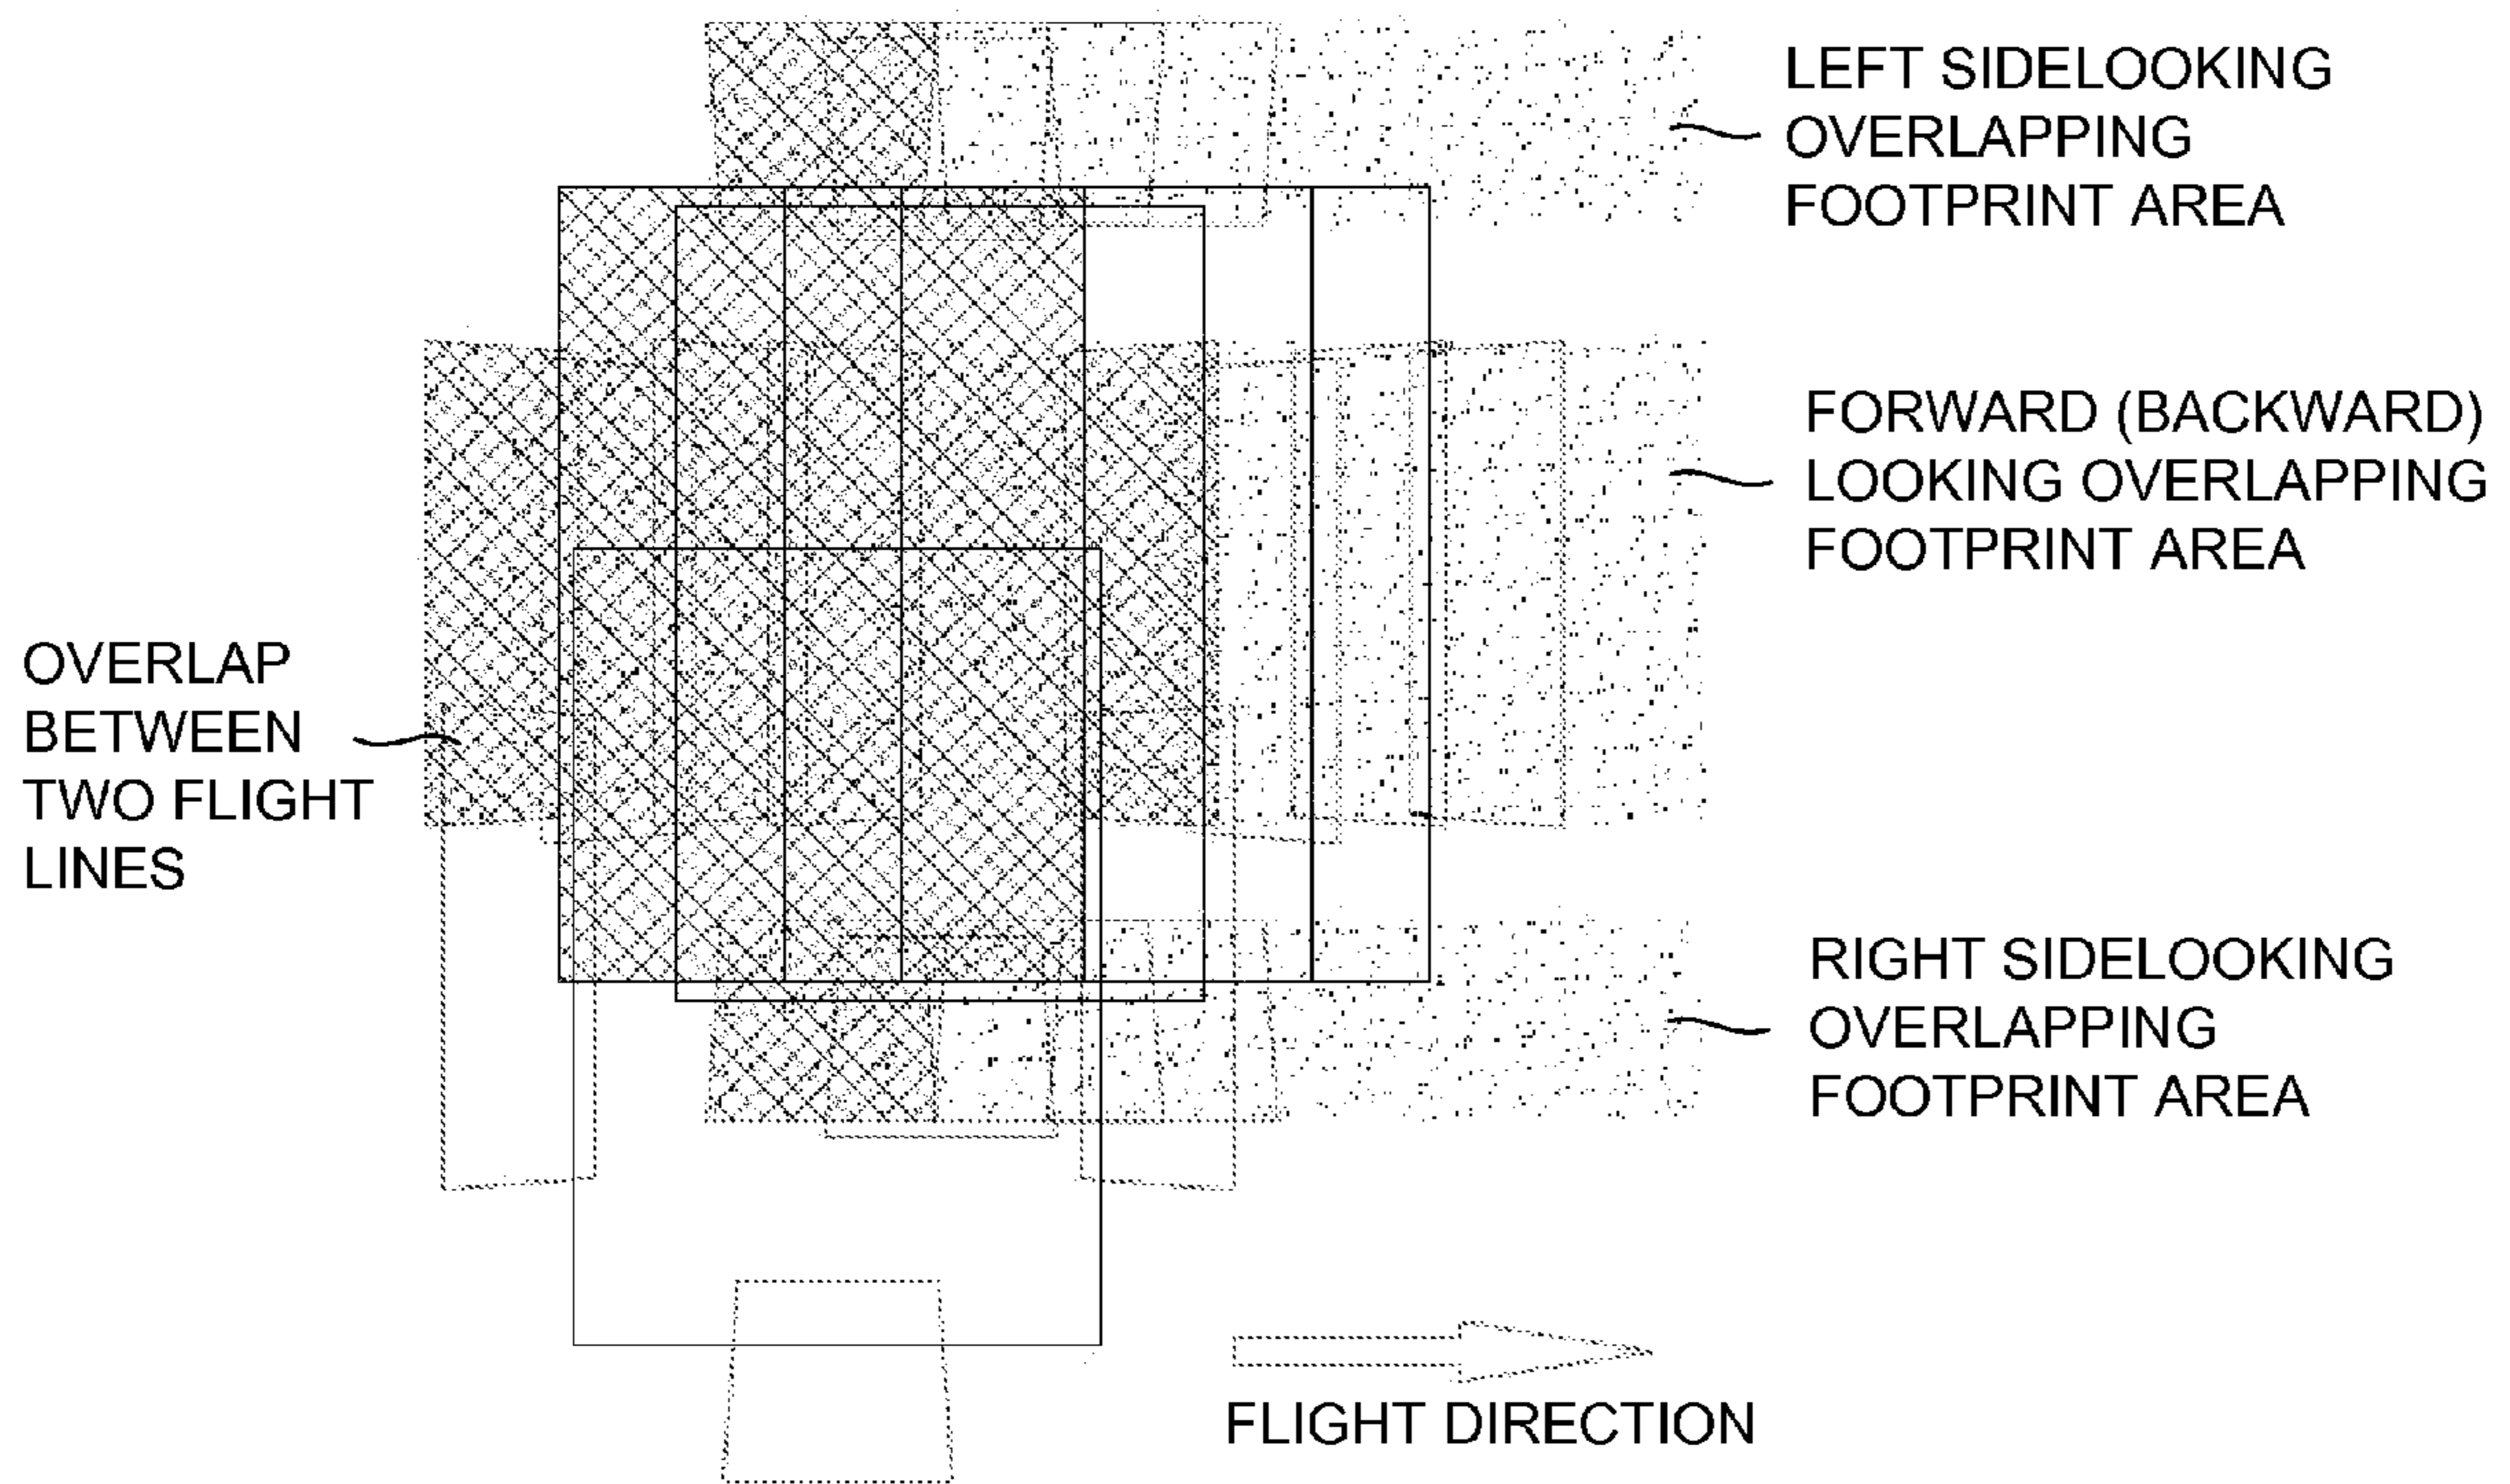 LEFT SIDELOOKING
OVERLAPPING
FOOTPRINT AREA
FORWARD (BACKWARD)
LOOKING OVERLAPPING
FOOTPRINT AREA
OVERLAP
BETWEEN
TWO FLIGHT
LINES
RIGHT SIDELOOKING
OVERLAPPING
FOOTPRINT AREA
FLIGHT DIRECTION